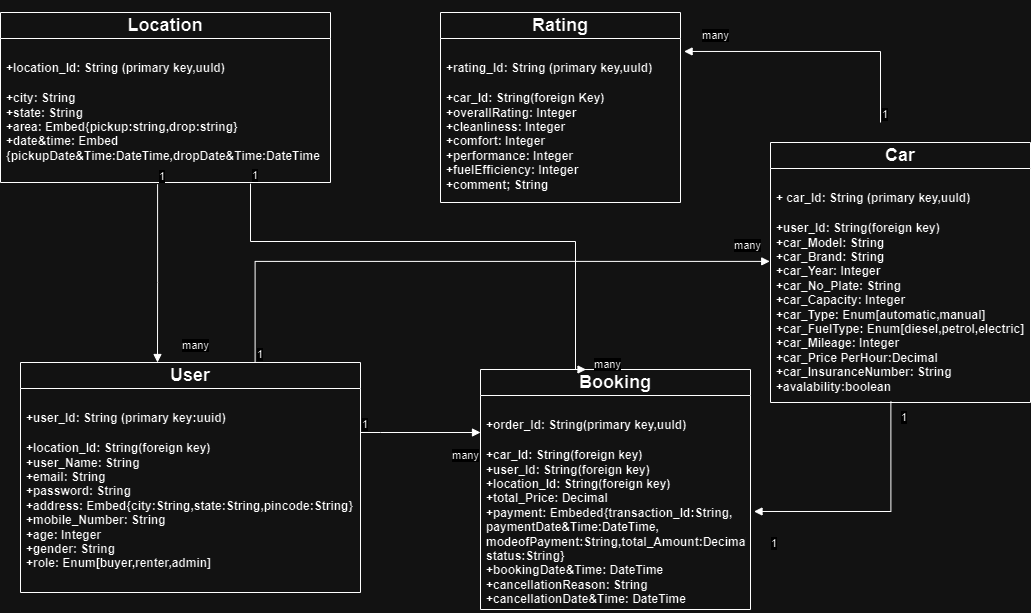 Location
+location_Id: String (primary key,uuId)
+city: String
+state: String
+area: Embed{pickup:string,drop:string}
+date&time: Embed
{pickupDate&Time:DateTime,dropDate&Time:DateTime
1
1
Rating
+rating_Id: String (primary key,uuId)
+car_Id: String(foreign Key)
+overallRating: Integer
+cleanliness: Integer
+comfort: Integer
+performance: Integer
+fuelEfficiency: Integer
+comment; String
many
1
Car
+ car_Id: String (primary key,uuId)
+user_Id: String(foreign key)
+car_Model: String
+car_Brand: String
+car_Year: Integer
+car_No_Plate: String
+car_Capacity: Integer
+car_Type: Enum[automatic,manual]
+car_FuelType: Enum[diesel,petrol,electric]
+car_Mileage: Integer
+car_Price PerHour:Decimal
+car_InsuranceNumber: String
+avalability:boolean
many
1
many
1
User
+user_Id: String (primary key:uuid)
+location_Id: String(foreign key)
+user_Name: String
+email: String
+password: String
+address: Embed{city:String,state:String,pincode:String}
+mobile_Number: String
+age: Integer
+gender: String
+role: Enum[buyer,renter,admin]
1
many
many
Booking
+order_Id: String(primary key,uuId)
+car_Id: String(foreign key)
+user_Id: String(foreign key)
+location_Id: String(foreign key)
+total_Price: Decimal
+payment: Embeded{transaction_Id:String,
paymentDate&Time:DateTime,
modeofPayment:String,total_Amount:Decima
status:String}
+bookingDate&Time: DateTime
+cancellationReason: String
+cancellationDate&Time: DateTime
1